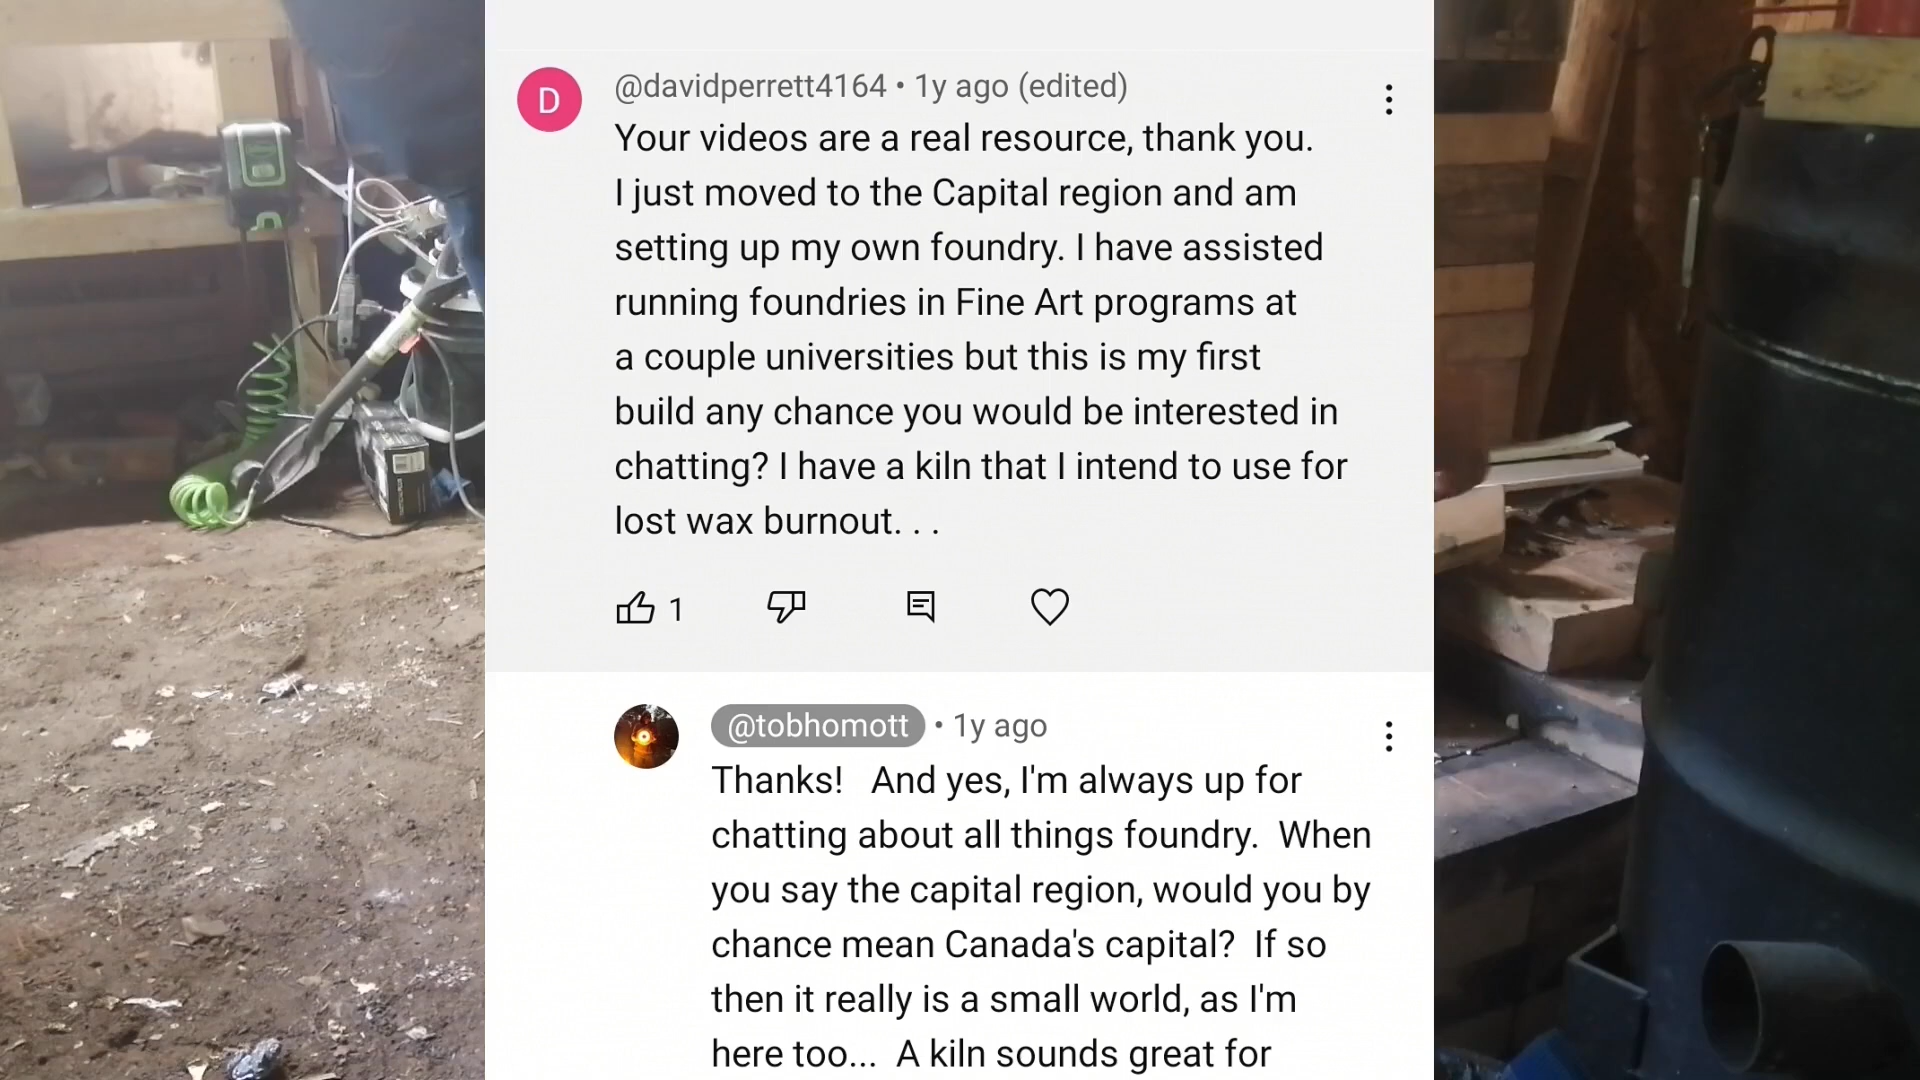 D
@davidperrett4164 • 1y ago (edited)
Your videos are a real resource, thank you.
I just moved to the Capital region and am
setting up my own foundry. I have assisted
running foundries in Fine Art programs at
a couple universities but this is my first
build any chance you would be interested in
chatting? I have a kiln that I intend to use for
lost wax burnout. . .
1
@tobhomott • 1y ago
Thanks!   And yes, I'm always up for
chatting about all things foundry.  When
you say the capital region, would you by
chance mean Canada's capital?  If so
then it really is a small world, as I'm
here too...  A kiln sounds great for